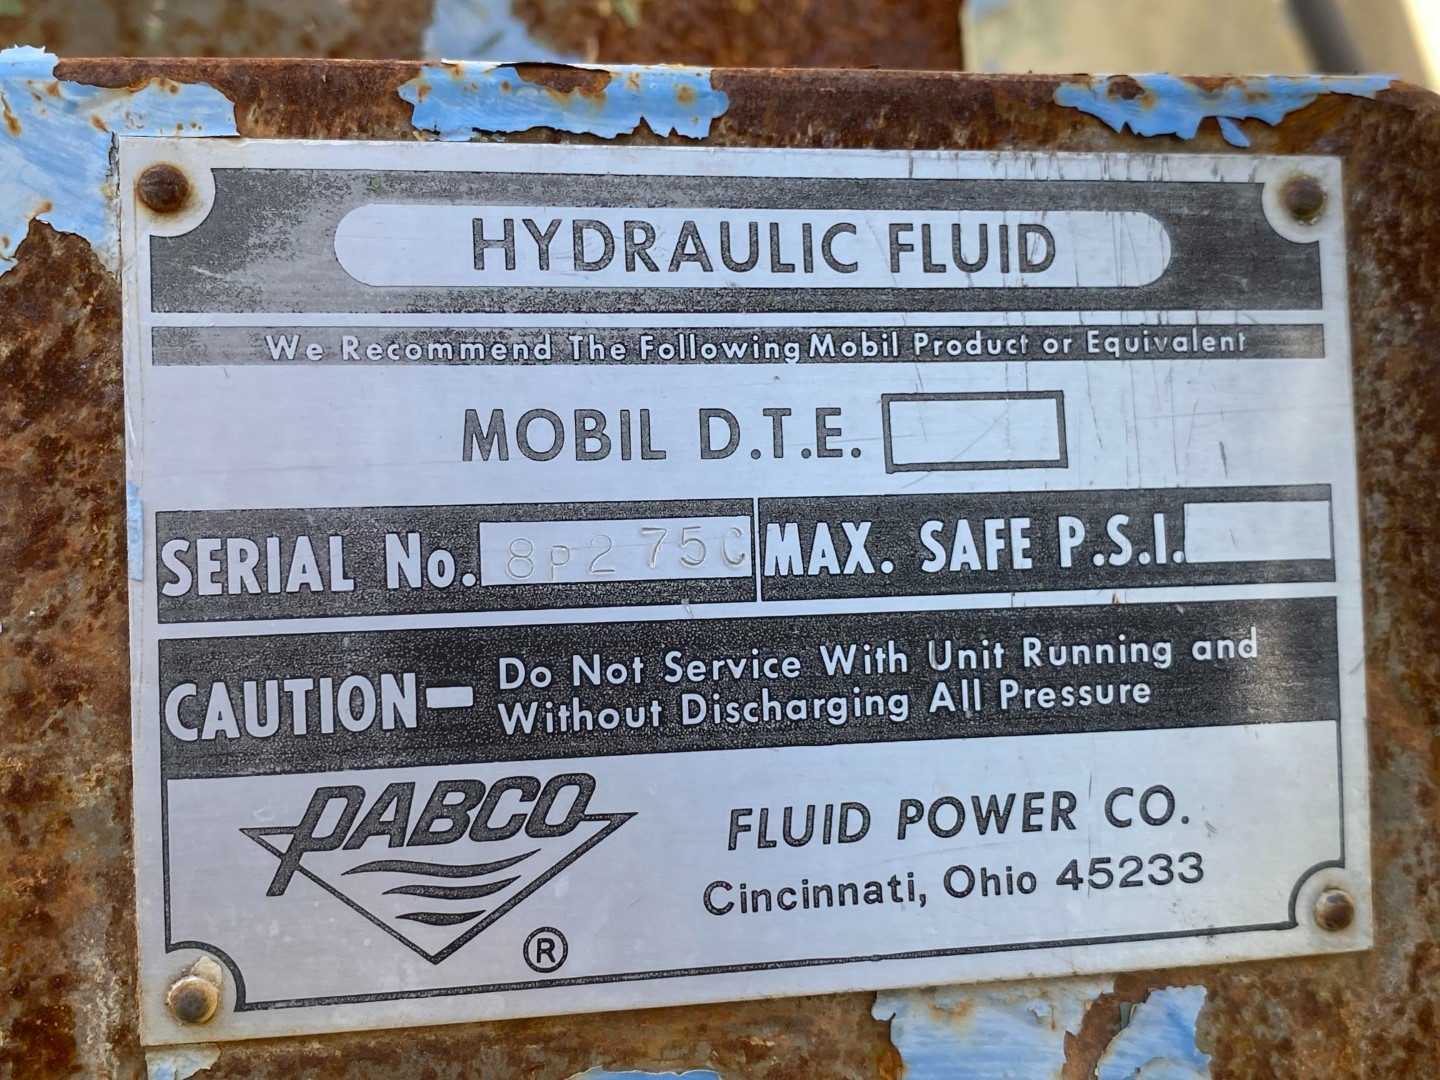 HYDRAULIC FLUID
We Recommend The Following Mobil Product or Equivalent
MOBIL D.T.E.
SERIAL No. 8P2 75C MAX. SAFE P.S.I.
CAUTION- Do Not Service With Unit Running and
Without Discharging All Pressure
PABCO
®
FLUID POWER CO.
Cincinnati, Ohio 45233